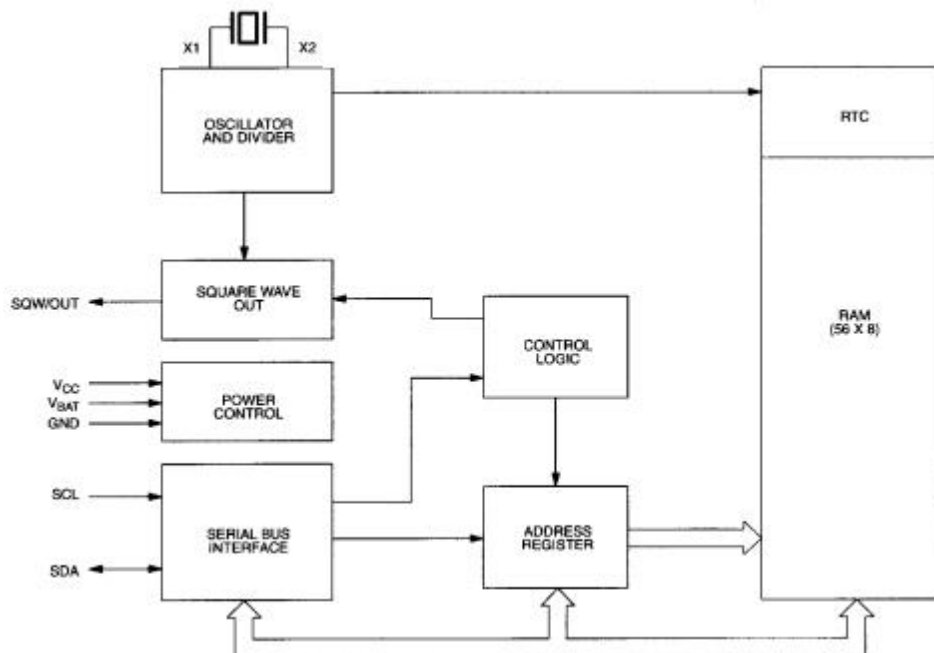 X1
X2
OSCILLATOR
AND DIVIDER
RTC
SQUARE WAVE
OUT
SQW/OUT
CONTROL
LOGIC
RAM
(56 X 8)
VCC
VBAT
GND
POWER
CONTROL
SCL
SDA
SERIAL BUS
INTERFACE
ADDRESS
REGISTER